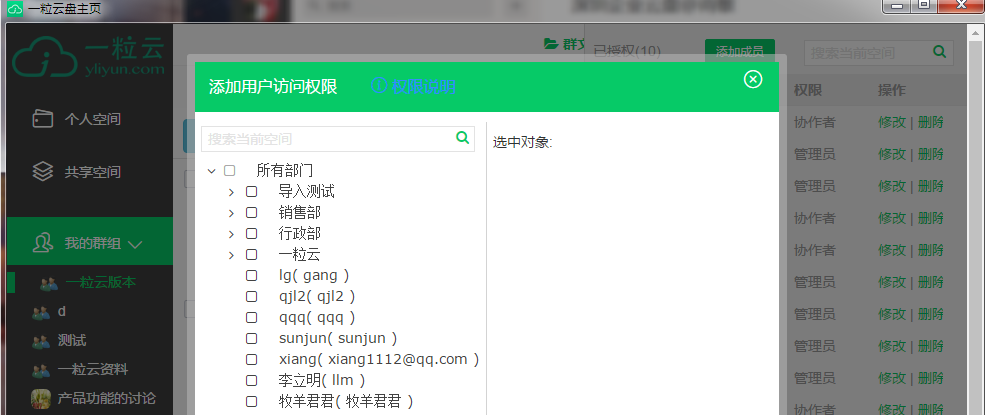 一粒云盘主页
一粒云
yliyun.com
个人空间
共享空间
我的群组
一粒云版本
d
测试
一粒云资料
产品功能的讨论
群文
已授权(10)
添加成员
搜索当前空间
添加用户访问权限
权限说明
搜索当前空间
所有部门
导入测试
销售部
行政部
一粒云
lg( gang )
qjl2( qjl2 )
qqq( qqq )
sunjun( sunjun )
xiang( xiang1112@qq.com )
李立明( llm )
牧羊君君( 牧羊君君 )
选中对象:
权限 操作
协作者 修改 | 删除
管理员 修改 | 删除
管理员 修改 | 删除
协作者 修改 | 删除
协作者 修改 | 删除
管理员 修改 | 删除
管理员 修改 | 删除
管理员 修改 | 删除
管理员 修改 | 删除
协作者 修改 | 删除